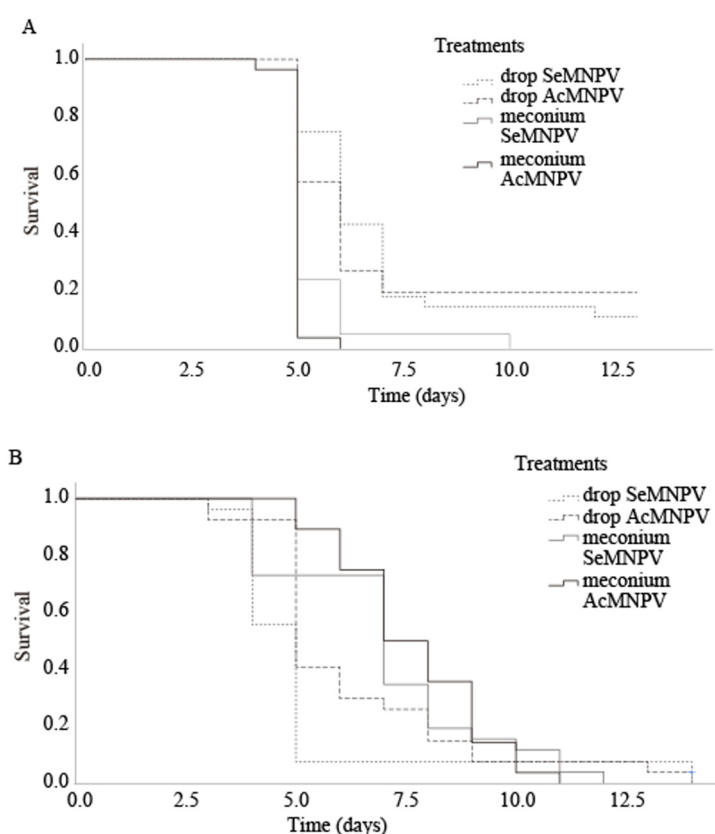 A
Treatments
drop SeMNPV
drop AcMNPV
meconium
SeMNPV
meconium
AcMNPV
Survival
1.0
0.8
0.6
0.4
0.2
0.0
0.0 2.5 5.0 7.5 10.0 12.5
Time (days)
B
Treatments
drop SeMNPV
drop AcMNPV
meconium
SeMNPV
meconium
AcMNPV
Survival
1.0
0.8
0.6
0.4
0.2
0.0
0.0 2.5 5.0 7.5 10.0 12.5
Time (days)